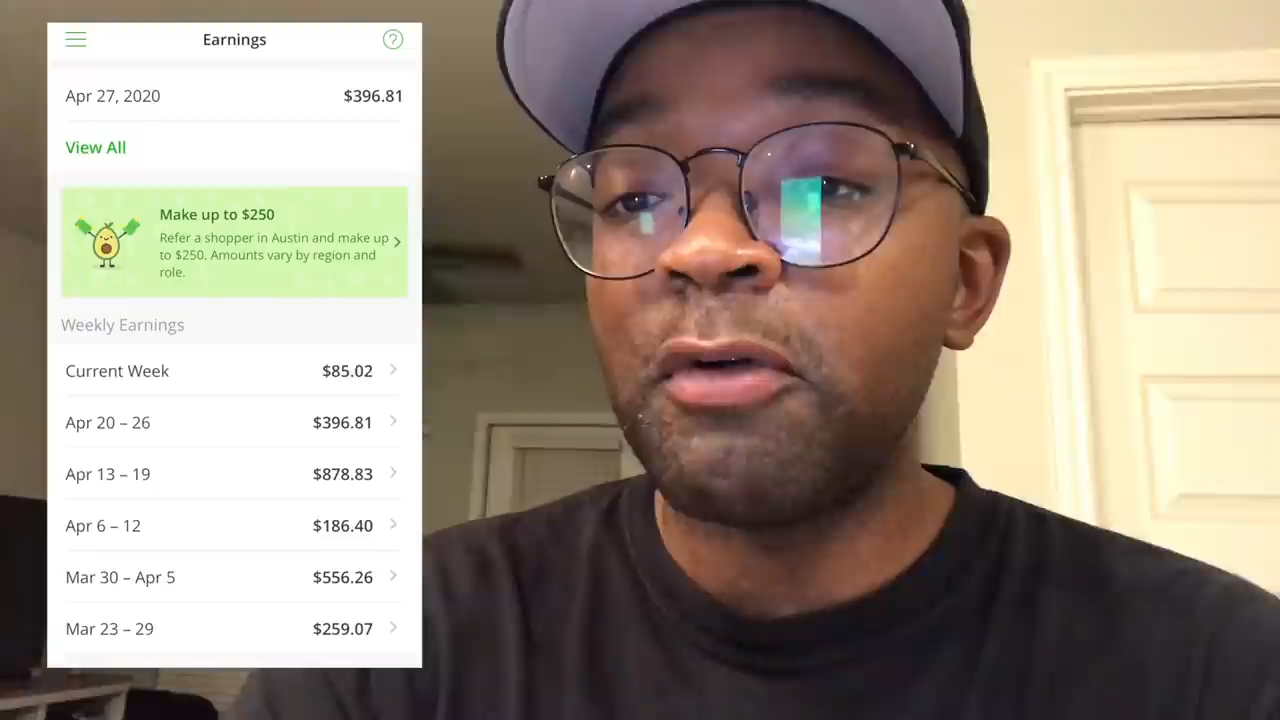 Earnings
?
Apr 27, 2020 $396.81
View All
Make up to $250
Refer a shopper in Austin and make up
to $250. Amounts vary by region and
role.
Weekly Earnings
Current Week $85.02
Apr 20 – 26 $396.81
Apr 13 – 19 $878.83
Apr 6 – 12 $186.40
Mar 30 – Apr 5 $556.26
Mar 23 – 29 $259.07